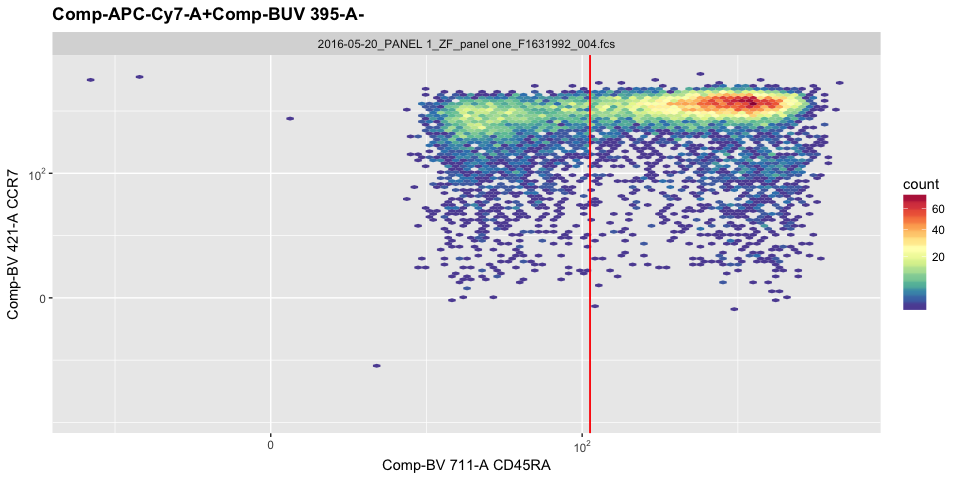 Comp-APC-Cy7-A+Comp-BUV 395-A-
2016-05-20_PANEL 1_ZF_panel one_F1631992_004.fcs
Comp-BV 421-A CCR7
10²
0
0
10²
Comp-BV 711-A CD45RA
count
60
40
20